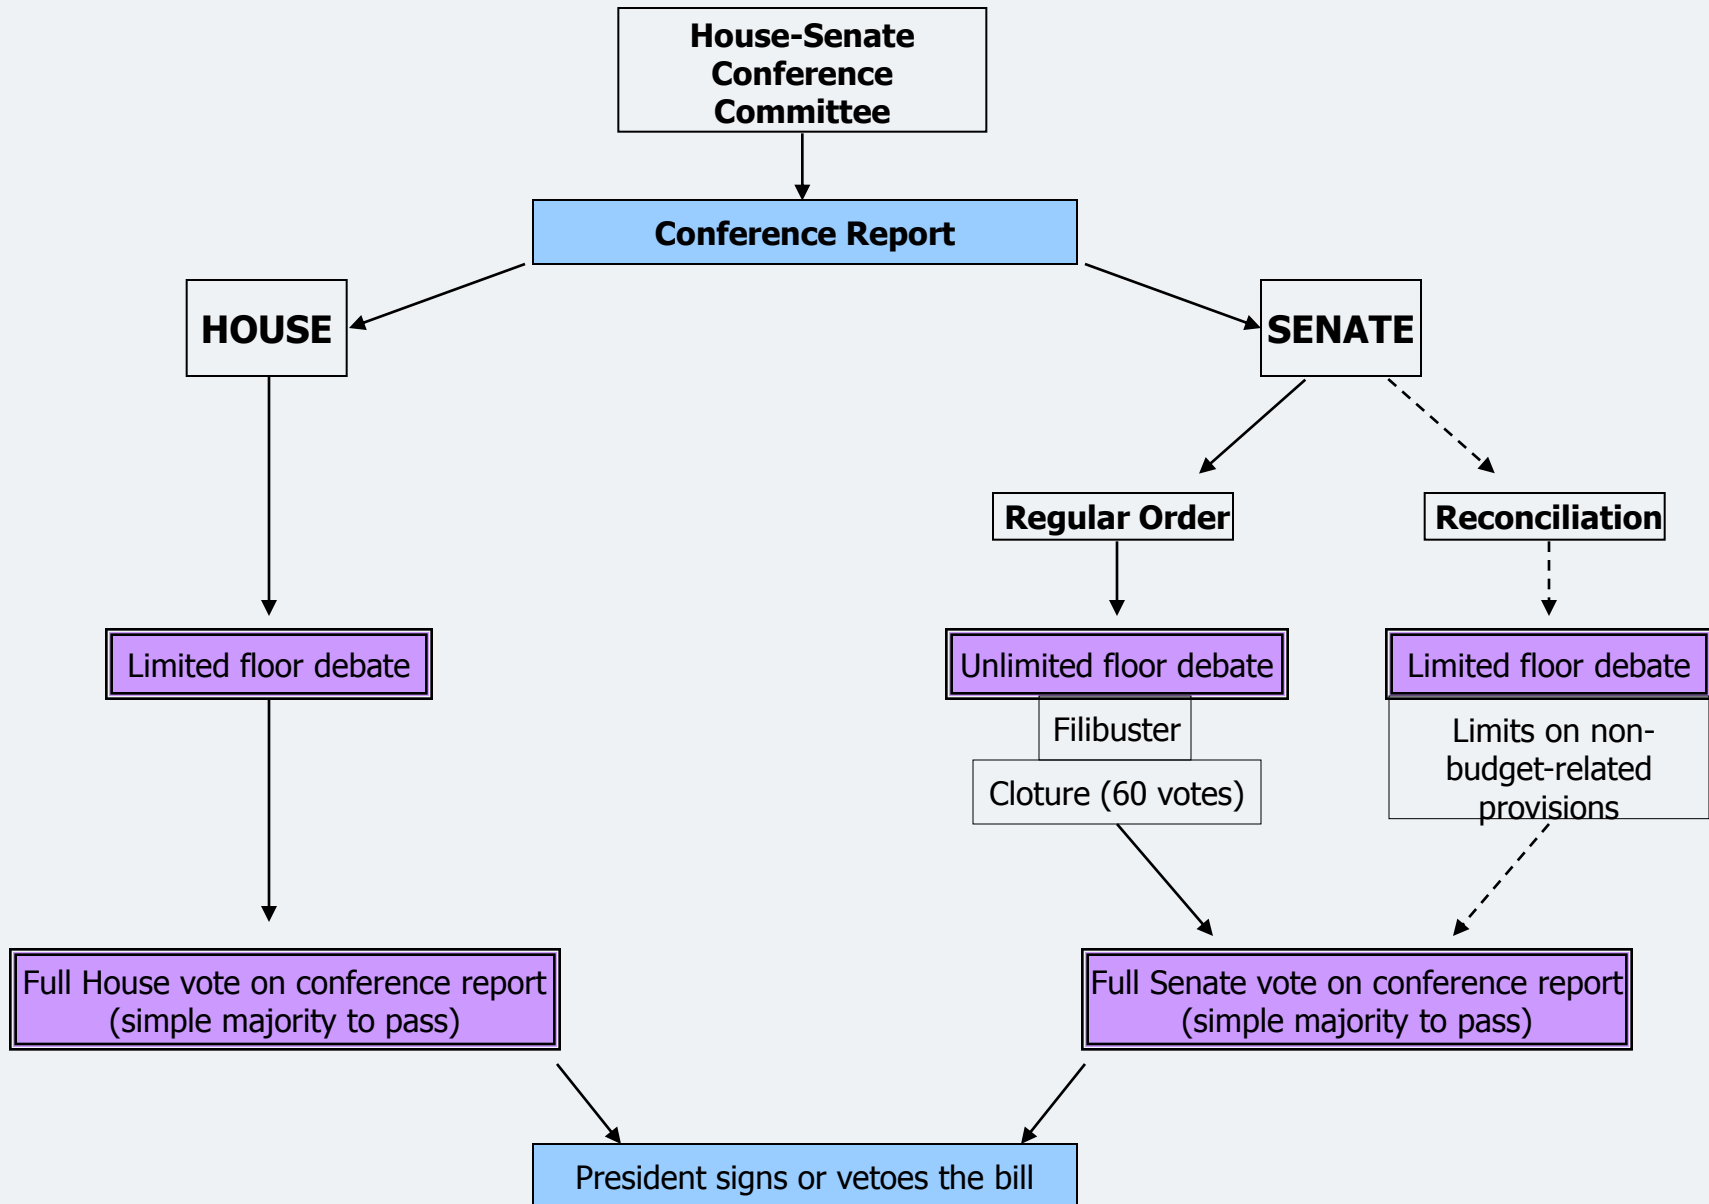 House-Senate
Conference
Committee
Conference Report
HOUSE
SENATE
Regular Order
Reconciliation
Limited floor debate
Unlimited floor debate
Limited floor debate
Filibuster
Cloture (60 votes)
Limits on non-
budget-related
provisions
Full House vote on conference report
(simple majority to pass)
Full Senate vote on conference report
(simple majority to pass)
President signs or vetoes the bill